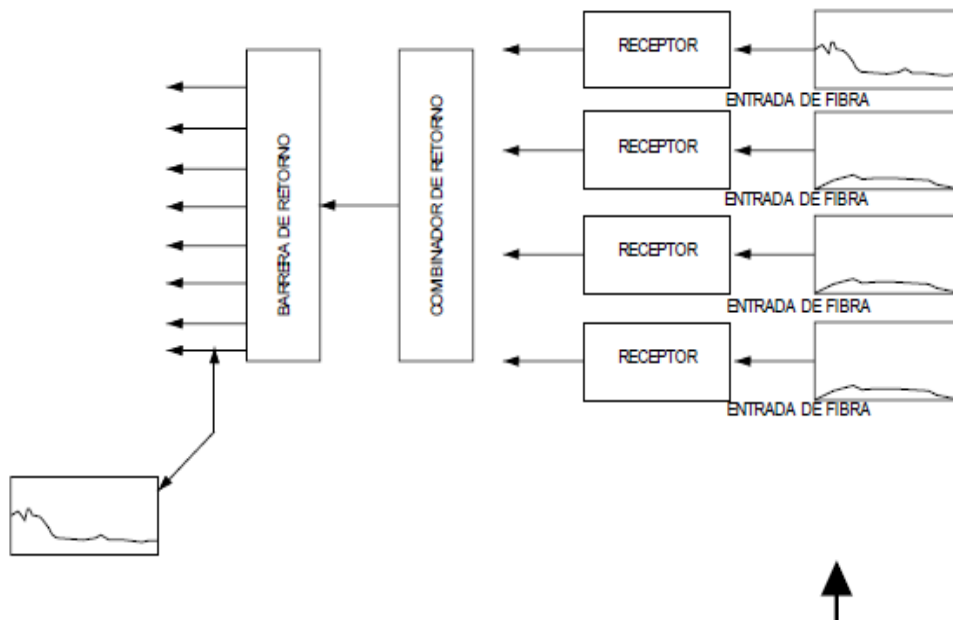 RECEPTOR
ENTRADA DE FIBRA
RECEPTOR
ENTRADA DE FIBRA
RECEPTOR
ENTRADA DE FIBRA
RECEPTOR
ENTRADA DE FIBRA
BARRERA DE RETORNO
COMBINADOR DE RETORNO